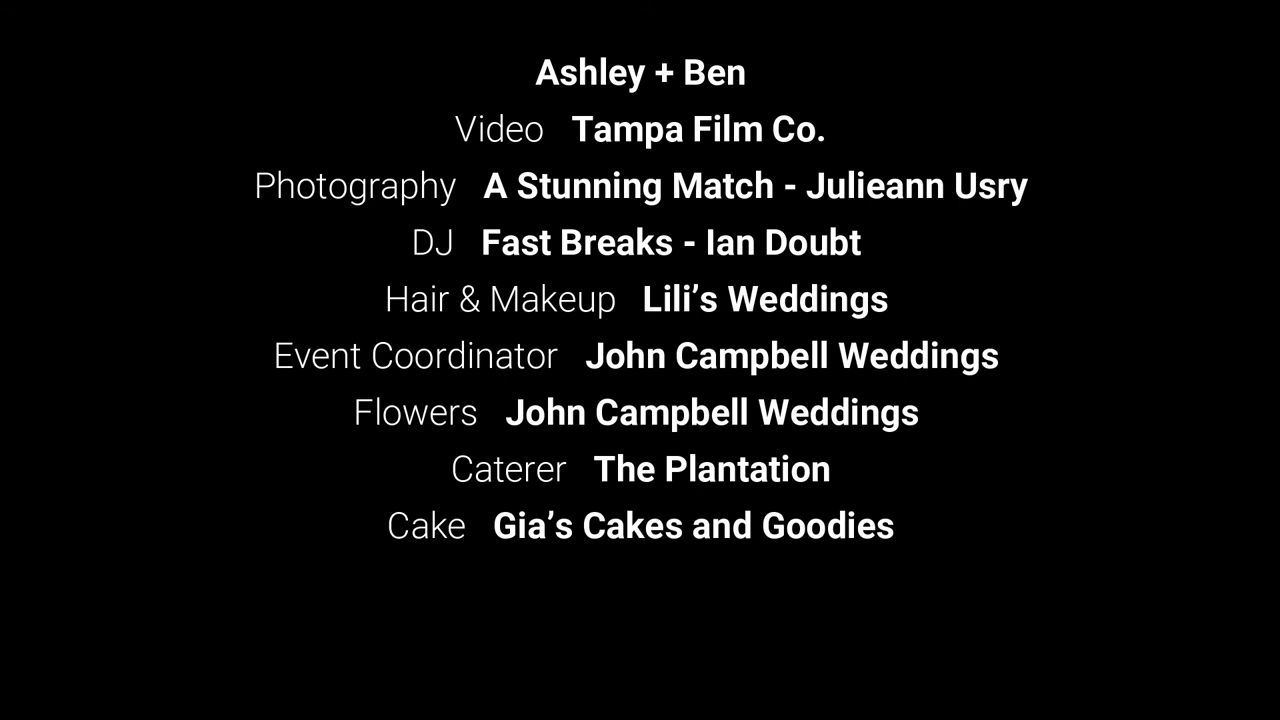 Ashley + Ben
Video Tampa Film Co.
Photography A Stunning Match - Julieann Usry
DJ Fast Breaks - Ian Doubt
Hair & Makeup Lili’s Weddings
Event Coordinator John Campbell Weddings
Flowers John Campbell Weddings
Caterer The Plantation
Cake Gia’s Cakes and Goodies